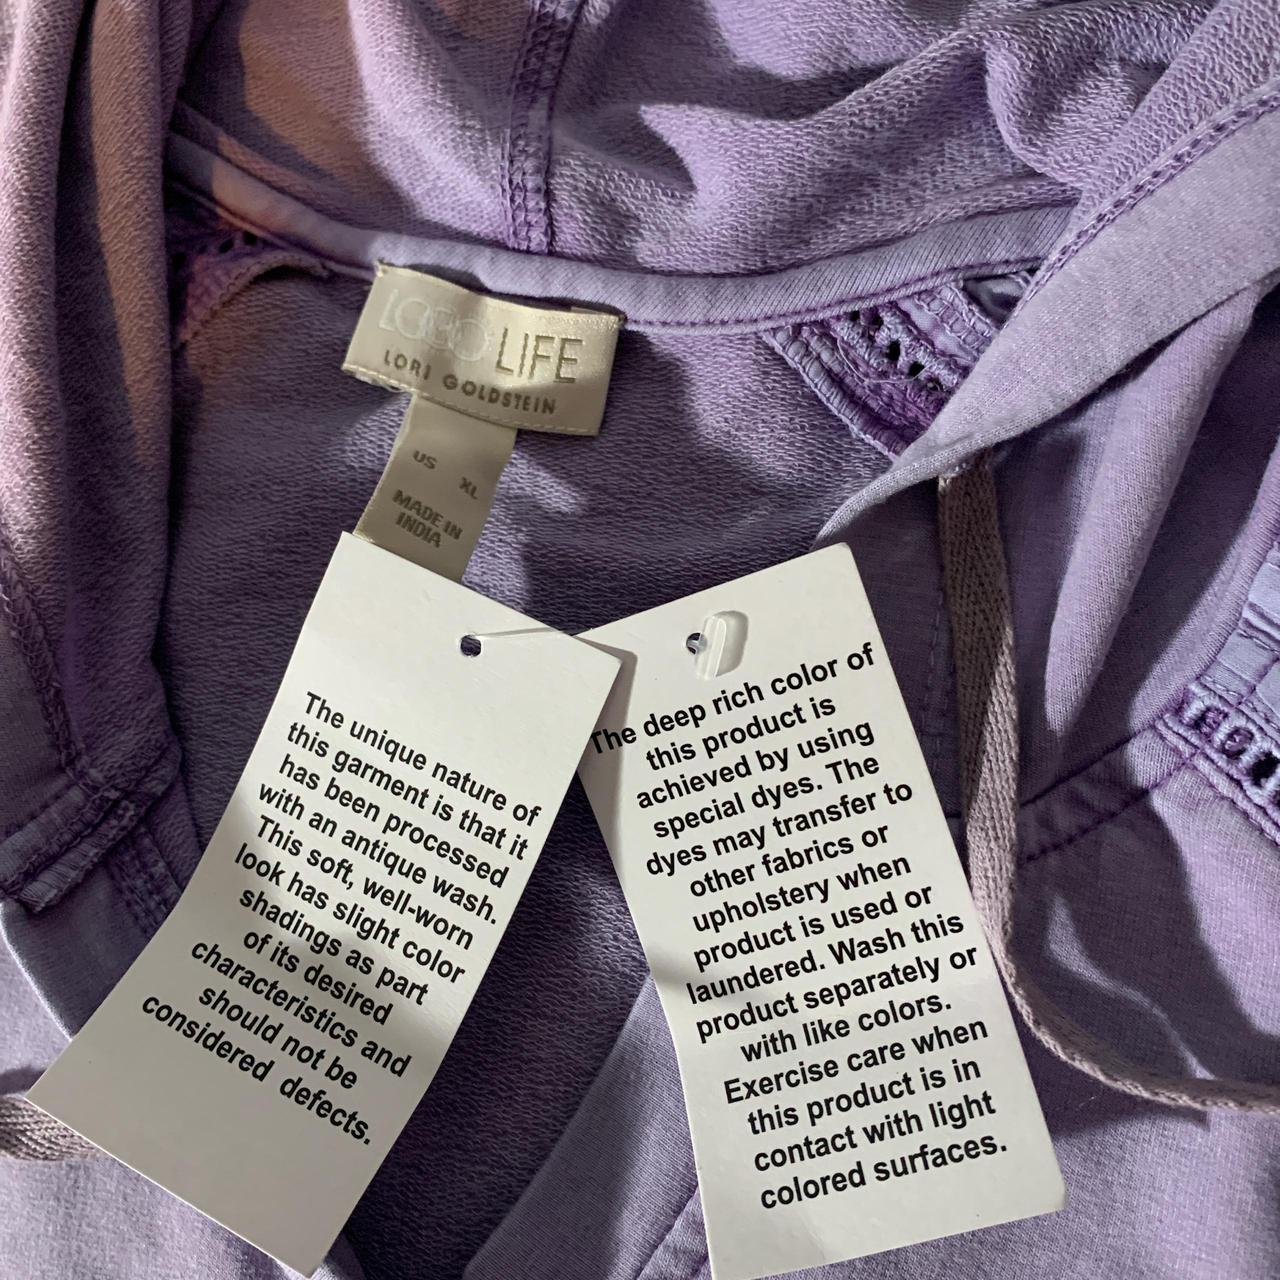 LOGO LIFE
LORI GOLDSTEIN
US
XL
MADE IN
INDIA
The unique nature of
this garment is that it
has been processed
with an antique wash.
This soft, well-worn
look has slight color
shadings as part
of its desired
characteristics and
should not be
considered defects.
The deep rich color of
this product is
achieved by using
special dyes. The
dyes may transfer to
other fabrics or
upholstery when
product is used or
laundered. Wash this
product separately or
with like colors.
Exercise care when
this product is in
contact with light
colored surfaces.